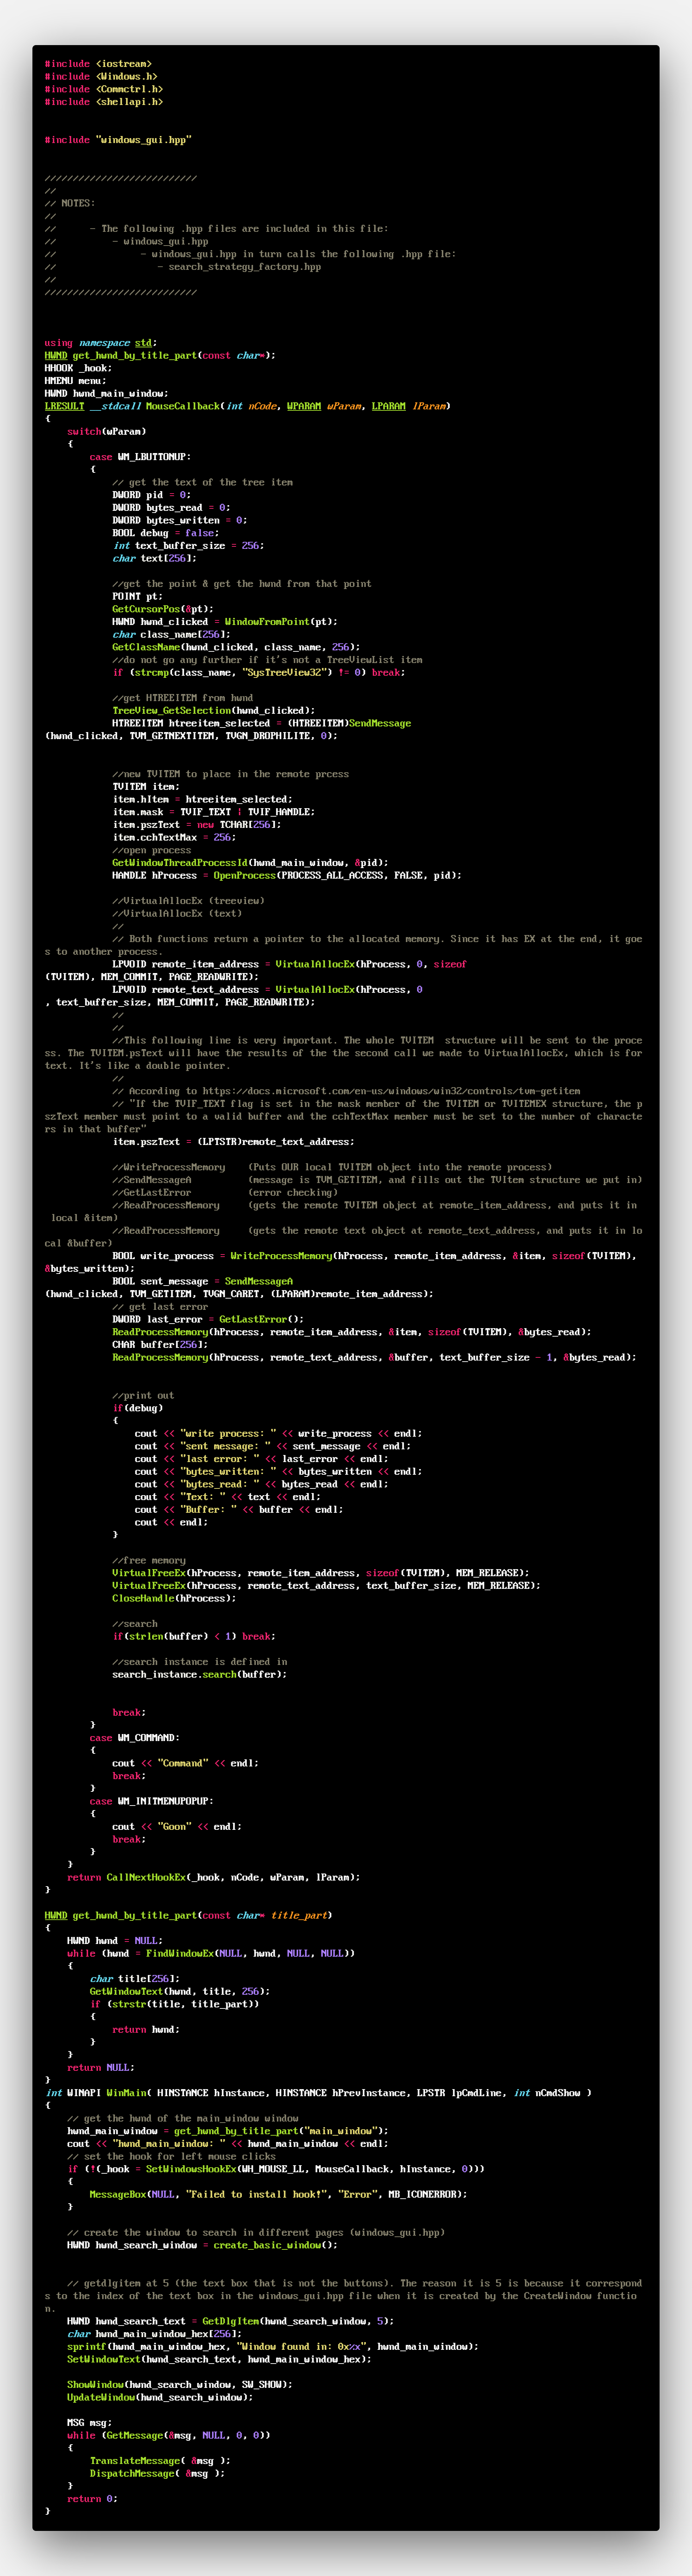 #include <iostream>
#include <Windows.h>
#include <Commctrl.h>
#include <shellapi.h>
#include "windows_gui.hpp"
///////////////////////////
//
// NOTES:
//
//      - The following .hpp files are included in this file:
//          - windows_gui.hpp
//               - windows_gui.hpp in turn calls the following .hpp file:
//                  - search_strategy_factory.hpp
//
///////////////////////////
using namespace std;
HWND get_hwnd_by_title_part(const char*);
HHOOK _hook;
HMENU menu;
HWND hwnd_main_window;
LRESULT __stdcall MouseCallback(int nCode, WPARAM wParam, LPARAM lParam)
{
    switch(wParam)
    {
        case WM_LBUTTONUP:
        {
            // get the text of the tree item
            DWORD pid = 0;
            DWORD bytes_read = 0;
            DWORD bytes_written = 0;
            BOOL debug = false;
            int text_buffer_size = 256;
            char text[256];
            //get the point & get the hwnd from that point
            POINT pt;
            GetCursorPos(&pt);
            HWND hwnd_clicked = WindowFromPoint(pt);
            char class_name[256];
            GetClassName(hwnd_clicked, class_name, 256);
            //do not go any further if it's not a TreeViewList item
            if (strcmp(class_name, "SysTreeView32") != 0) break;
            //get HTREEITEM from hwnd
            TreeView_GetSelection(hwnd_clicked);
            HTREEITEM htreeitem_selected = (HTREEITEM)SendMessage
(hwnd_clicked, TVM_GETNEXTITEM, TVGN_DROPHILITE, 0);
            //new TVITEM to place in the remote prcess
            TVITEM item;
            item.hItem = htreeitem_selected;
            item.mask = TVIF_TEXT | TVIF_HANDLE;
            item.pszText = new TCHAR[256];
            item.cchTextMax = 256;
            //open process
            GetWindowThreadProcessId(hwnd_main_window, &pid);
            HANDLE hProcess = OpenProcess(PROCESS_ALL_ACCESS, FALSE, pid);
            //VirtualAllocEx (treeview)
            //VirtualAllocEx (text)
            //
            // Both functions return a pointer to the allocated memory. Since it has EX at the end, it goe
s to another process.
            LPVOID remote_item_address = VirtualAllocEx(hProcess, 0, sizeof
(TVITEM), MEM_COMMIT, PAGE_READWRITE);
            LPVOID remote_text_address = VirtualAllocEx(hProcess, 0
, text_buffer_size, MEM_COMMIT, PAGE_READWRITE);
            //
            //
            //This following line is very important. The whole TVITEM  structure will be sent to the proce
ss. The TVITEM.psText will have the results of the the second call we made to VirtualAllocEx, which is for
text. It's like a double pointer.
            //
            // According to https://docs.microsoft.com/en-us/windows/win32/controls/tvm-getitem
            // "If the TVIF_TEXT flag is set in the mask member of the TVITEM or TVITEMEX structure, the p
szText member must point to a valid buffer and the cchTextMax member must be set to the number of characte
rs in that buffer"
            item.pszText = (LPTSTR)remote_text_address;
            //WriteProcessMemory    (Puts OUR local TVITEM object into the remote process)
            //SendMessageA          (message is TVM_GETITEM, and fills out the TVItem structure we put in)
            //GetLastError          (error checking)
            //ReadProcessMemory     (gets the remote TVITEM object at remote_item_address, and puts it in
 local &item)
            //ReadProcessMemory     (gets the remote text object at remote_text_address, and puts it in lo
cal &buffer)
            BOOL write_process = WriteProcessMemory(hProcess, remote_item_address, &item, sizeof(TVITEM),
&bytes_written);
            BOOL sent_message = SendMessageA
(hwnd_clicked, TVM_GETITEM, TVGN_CARET, (LPARAM)remote_item_address);
            // get last error
            DWORD last_error = GetLastError();
            ReadProcessMemory(hProcess, remote_item_address, &item, sizeof(TVITEM), &bytes_read);
            CHAR buffer[256];
            ReadProcessMemory(hProcess, remote_text_address, &buffer, text_buffer_size - 1, &bytes_read);
            //print out
            if(debug)
            {
                cout << "write process: " << write_process << endl;
                cout << "sent message: " << sent_message << endl;
                cout << "last error: " << last_error << endl;
                cout << "bytes_written: " << bytes_written << endl;
                cout << "bytes_read: " << bytes_read << endl;
                cout << "Text: " << text << endl;
                cout << "Buffer: " << buffer << endl;
                cout << endl;
            }
            //free memory
            VirtualFreeEx(hProcess, remote_item_address, sizeof(TVITEM), MEM_RELEASE);
            VirtualFreeEx(hProcess, remote_text_address, text_buffer_size, MEM_RELEASE);
            CloseHandle(hProcess);
            //search
            if(strlen(buffer) < 1) break;
            //search instance is defined in
            search_instance.search(buffer);
            break;
        }
        case WM_COMMAND:
        {
            cout << "Command" << endl;
            break;
        }
        case WM_INITMENUPOPUP:
        {
            cout << "Goon" << endl;
            break;
        }
    }
    return CallNextHookEx(_hook, nCode, wParam, lParam);
}
HWND get_hwnd_by_title_part(const char* title_part)
{
    HWND hwnd = NULL;
    while (hwnd = FindWindowEx(NULL, hwnd, NULL, NULL))
    {
        char title[256];
        GetWindowText(hwnd, title, 256);
        if (strstr(title, title_part))
        {
            return hwnd;
        }
    }
    return NULL;
}
int WINAPI WinMain( HINSTANCE hInstance, HINSTANCE hPrevInstance, LPSTR lpCmdLine, int nCmdShow )
{
    // get the hwnd of the main_window window
    hwnd_main_window = get_hwnd_by_title_part("main_window");
    cout << "hwnd_main_window: " << hwnd_main_window << endl;
    // set the hook for left mouse clicks
    if (!(_hook = SetWindowsHookEx(WH_MOUSE_LL, MouseCallback, hInstance, 0)))
    {
        MessageBox(NULL, "Failed to install hook!", "Error", MB_ICONERROR);
    }
    // create the window to search in different pages (windows_gui.hpp)
    HWND hwnd_search_window = create_basic_window();
    // getdlgitem at 5 (the text box that is not the buttons). The reason it is 5 is because it correspond
s to the index of the text box in the windows_gui.hpp file when it is created by the CreateWindow functio
n.
    HWND hwnd_search_text = GetDlgItem(hwnd_search_window, 5);
    char hwnd_main_window_hex[256];
    sprintf(hwnd_main_window_hex, "Window found in: 0x%x", hwnd_main_window);
    SetWindowText(hwnd_search_text, hwnd_main_window_hex);
    ShowWindow(hwnd_search_window, SW_SHOW);
    UpdateWindow(hwnd_search_window);
    MSG msg;
    while (GetMessage(&msg, NULL, 0, 0))
    {
        TranslateMessage( &msg );
        DispatchMessage( &msg );
    }
    return 0;
}